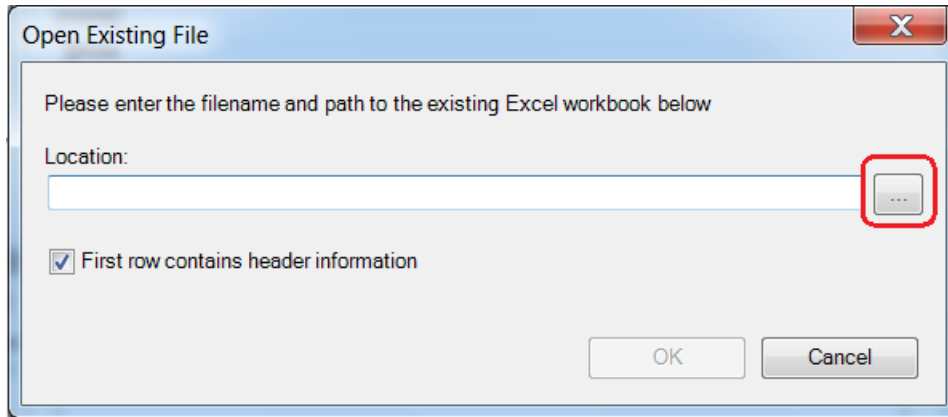 Open Existing File
Please enter the filename and path to the existing Excel workbook below
Location:
...
First row contains header information
OK
Cancel